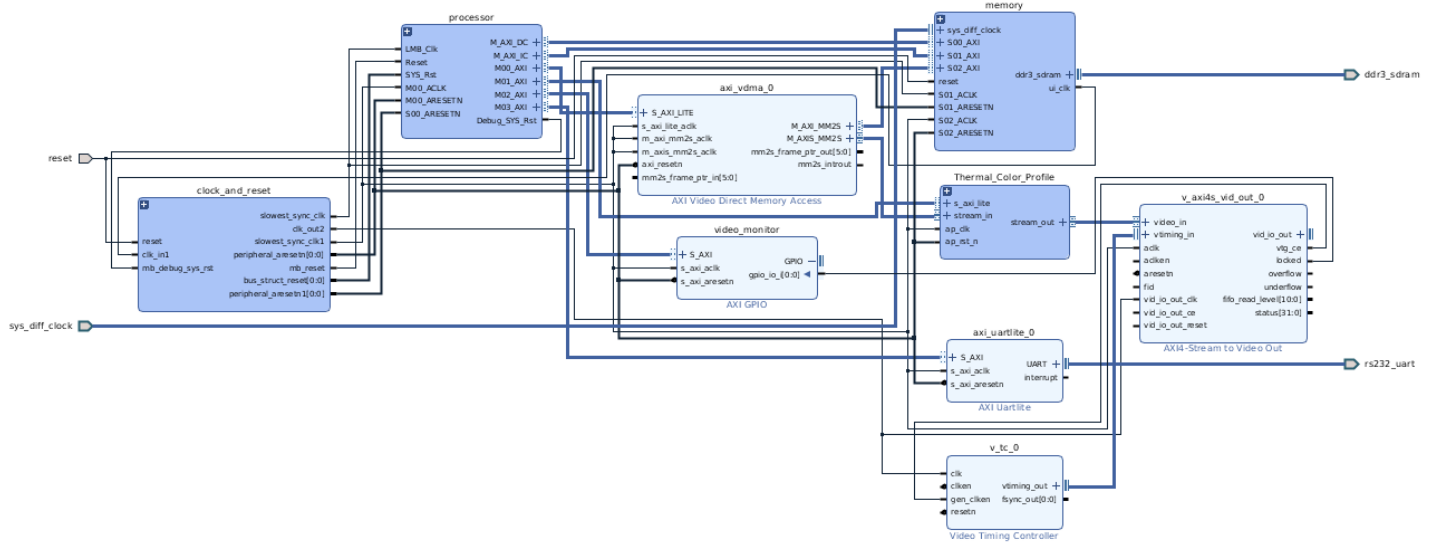 processor
LMB_Clk
Reset
SYS_Rst
M00_ACLK
M00_ARESETN
S00_ARESETN
M_AXI_DC
M_AXI_IC
M00_AXI
M01_AXI
M02_AXI
M03_AXI
Debug_SYS_Rst
memory
sys_diff_clock
S00_AXI
S01_AXI
S02_AXI
reset
S01_ACLK
S01_ARESETN
S02_ACLK
S02_ARESETN
ddr3_sdram
ui_clk
ddr3_sdram
axi_vdma_0
S_AXI_LITE
s_axi_lite_aclk
m_axi_mm2s_aclk
m_axis_mm2s_aclk
axi_resetn
mm2s_frame_ptr_in[5:0]
M_AXI_MM2S
M_AXIS_MM2S
mm2s_frame_ptr_out[5:0]
mm2s_introut
AXI Video Direct Memory Access
reset
clock_and_reset
reset
clk_in1
mb_debug_sys_rst
slowest_sync_clk
clk_out2
slowest_sync_clk1
peripheral_aresetn[0:0]
mb_reset
bus_struct_reset[0:0]
peripheral_aresetn1[0:0]
sys_diff_clock
Thermal_Color_Profile
s_axi_lite
stream_in
ap_clk
ap_rst_n
stream_out
video_monitor
S_AXI
s_axi_aclk
s_axi_aresetn
GPIO
gpio_io_i[0:0]
AXI GPIO
v_axi4s_vid_out_0
video_in
vtiming_in
aclk
aclken
aresetn
fid
vid_io_out_clk
vid_io_out_ce
vid_io_out_reset
vid_io_out
vtg_ce
locked
overflow
underflow
fifo_read_level[10:0]
status[31:0]
AXI4-Stream to Video Out
axi_uartlite_0
S_AXI
s_axi_aclk
s_axi_aresetn
UART
interrupt
AXI Uartlite
rs232_uart
v_tc_0
clk
clken
gen_clken
resetn
vtiming_out
fsync_out[0:0]
Video Timing Controller